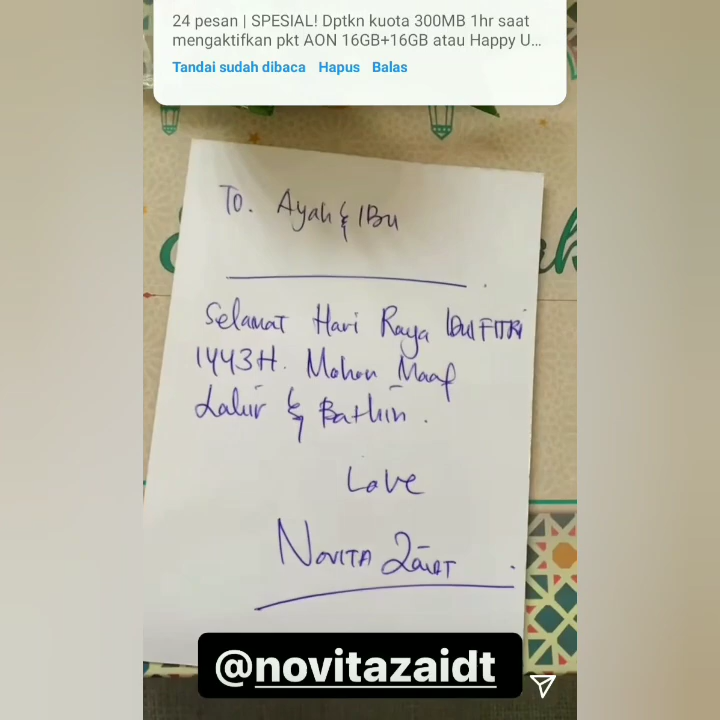 24 pesan | SPESIAL! Dptkn kuota 300MB 1hr saat
mengaktifkan pkt AON 16GB+16GB atau Happy U...
Tandai sudah dibaca Hapus Balas
To. Ayah & IBu
Selamat Hari Raya IDul FITRi
1443H. Mohon Maaf
Lahir & Bathin.
Love
NOVITA
@novitazaidt